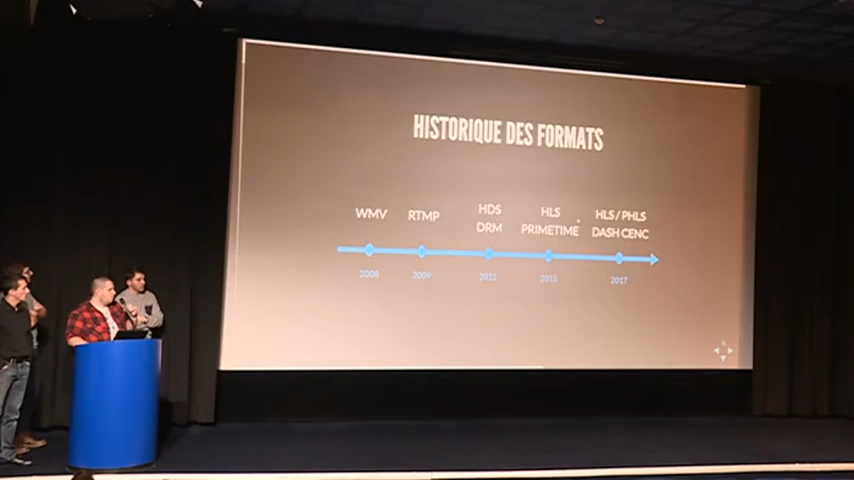 HISTORIQUE DES FORMATS
WMV
RTMP
HDS
DRM
HLS
PRIMETIME
HLS / PHLS
DASH CENC
2008
2009
2012
2015
2017